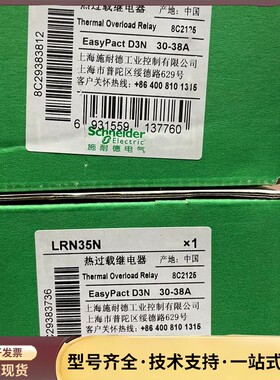 热过载继电器 产地：中国
Thermal Overload Relay 8C2125
EasyPact D3N 30-38A
上海施耐德工业控制有限公司
上海市普陀区绥德路629号
客户关怀热线：+86 400 810 1315
8C29383812
6 931559 137760
Schneider
Electric
施耐德电气
LRN35N ×1
热过载继电器 产地：中国
Thermal Overload Relay 8C2125
EasyPact D3N 30-38A
上海施耐德工业控制有限公司
上海市普陀区绥德路629号
客户关怀热线：+86 400 810 1315
8C29383736
型号齐全·技术支持·一
现货